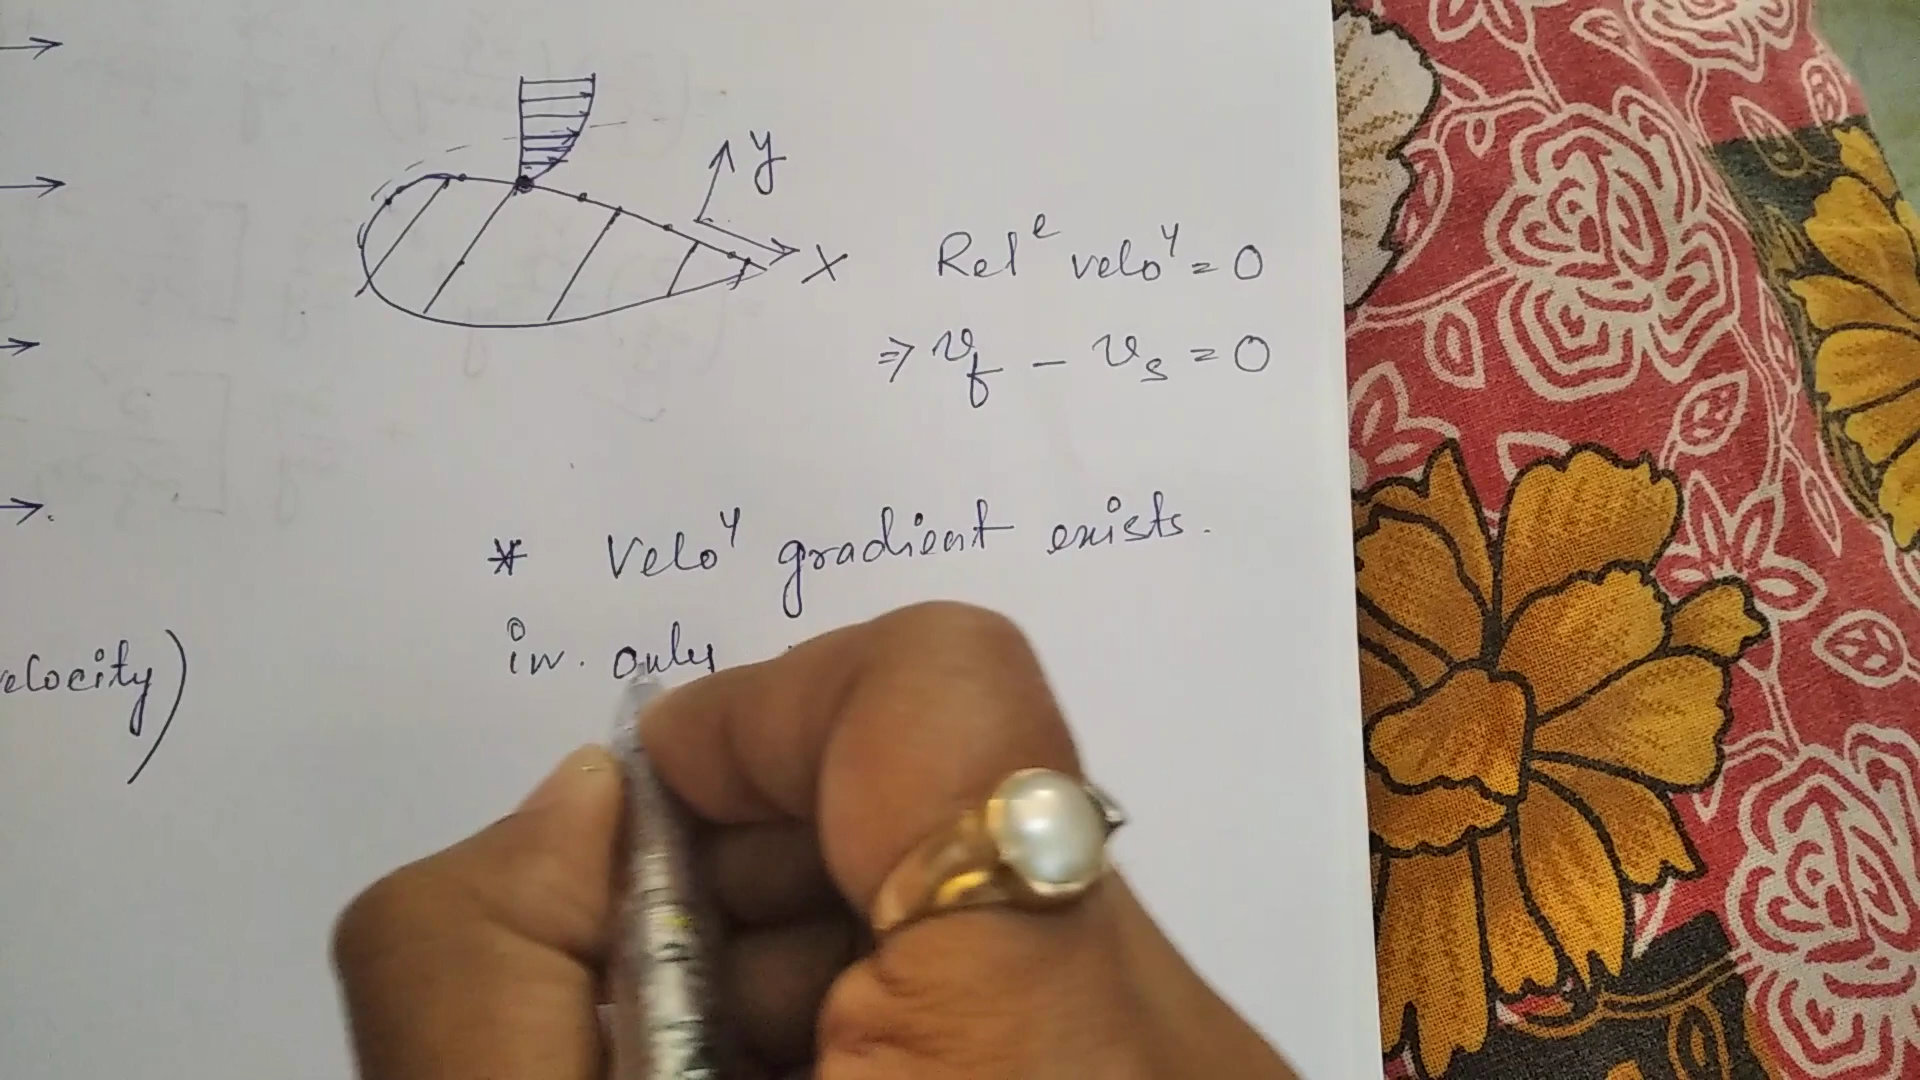 y
X
Rel^e velo^y = 0
⇒ v_f - v_s = 0
* Velo^y gradient exists.
in. only
elocity)